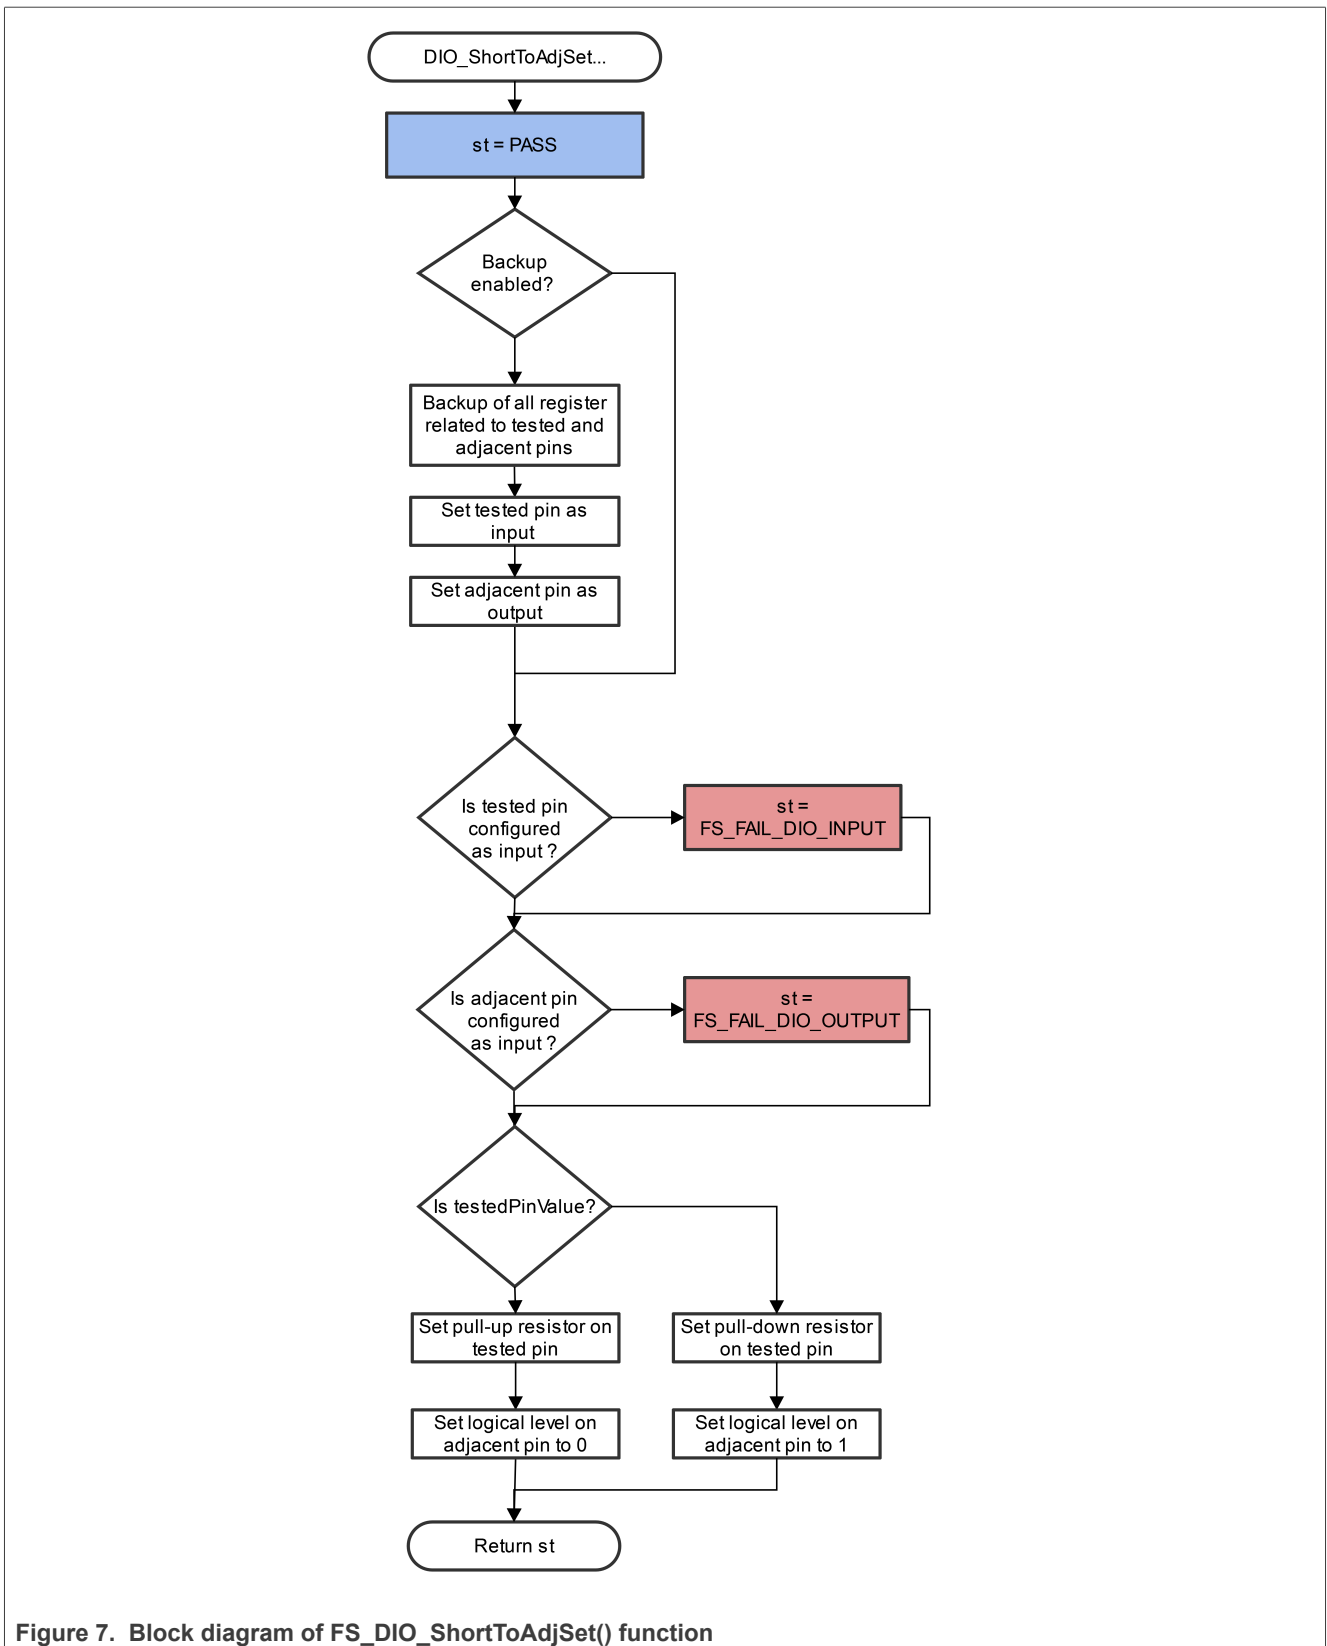 DIO_ShortToAdjSet...
st = PASS
Backup
enabled?
Backup of all register
related to tested and
adjacent pins
Set tested pin as
input
Set adjacent pin as
output
Is tested pin
configured
as input ?
st =
FS_FAIL_DIO_INPUT
Is adjacent pin
configured
as input ?
st =
FS_FAIL_DIO_OUTPUT
Is testedPinValue?
Set pull-up resistor on
tested pin
Set pull-down resistor
on tested pin
Set logical level on
adjacent pin to 0
Set logical level on
adjacent pin to 1
Return st
Figure 7. Block diagram of FS_DIO_ShortToAdjSet() function